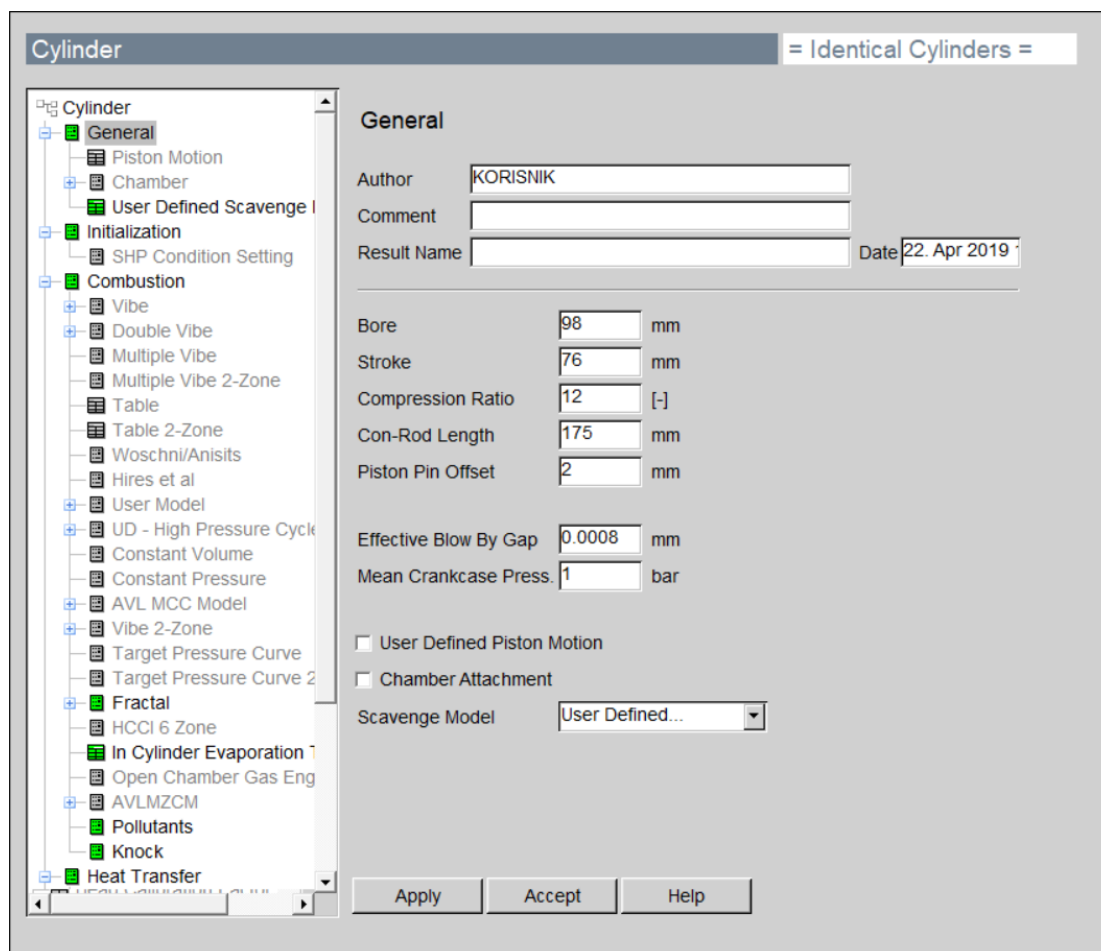 Cylinder = Identical Cylinders =
Cylinder
General
Piston Motion
Chamber
User Defined Scavenge
Initialization
SHP Condition Setting
Combustion
Vibe
Double Vibe
Multiple Vibe
Multiple Vibe 2-Zone
Table
Table 2-Zone
Woschni/Anisits
Hires et al
User Model
UD - High Pressure Cycle
Constant Volume
Constant Pressure
AVL MCC Model
Vibe 2-Zone
Target Pressure Curve
Target Pressure Curve 2
Fractal
HCCI 6 Zone
In Cylinder Evaporation
Open Chamber Gas Eng
AVLMZCM
Pollutants
Knock
Heat Transfer
General
Author KORISNIK
Comment
Result Name Date 22. Apr 2019
Bore 98 mm
Stroke 76 mm
Compression Ratio 12 [-]
Con-Rod Length 175 mm
Piston Pin Offset 2 mm
Effective Blow By Gap 0.0008 mm
Mean Crankcase Press. 1 bar
User Defined Piston Motion
Chamber Attachment
Scavenge Model User Defined...
Apply Accept Help